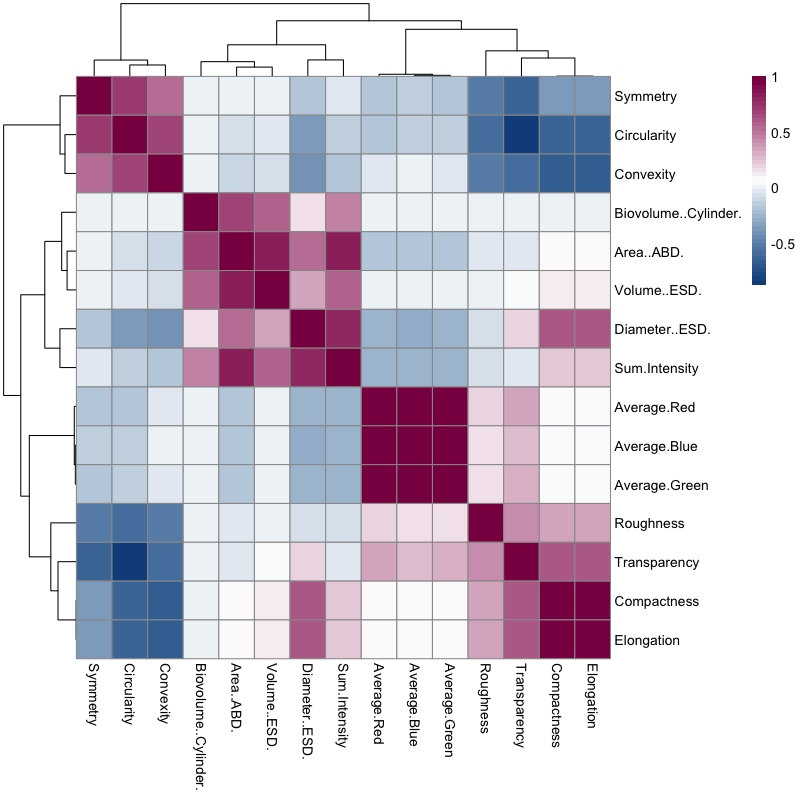 1
0.5
0
-0.5
Symmetry
Circularity
Convexity
Biovolume..Cylinder.
Area..ABD.
Volume..ESD.
Diameter..ESD.
Sum.Intensity
Average.Red
Average.Blue
Average.Green
Roughness
Transparency
Compactness
Elongation
Symmetry
Circularity
Convexity
Biovolume..Cylinder.
Area..ABD.
Volume..ESD.
Diameter..ESD.
Sum.Intensity
Average.Red
Average.Blue
Average.Green
Roughness
Transparency
Compactness
Elongation